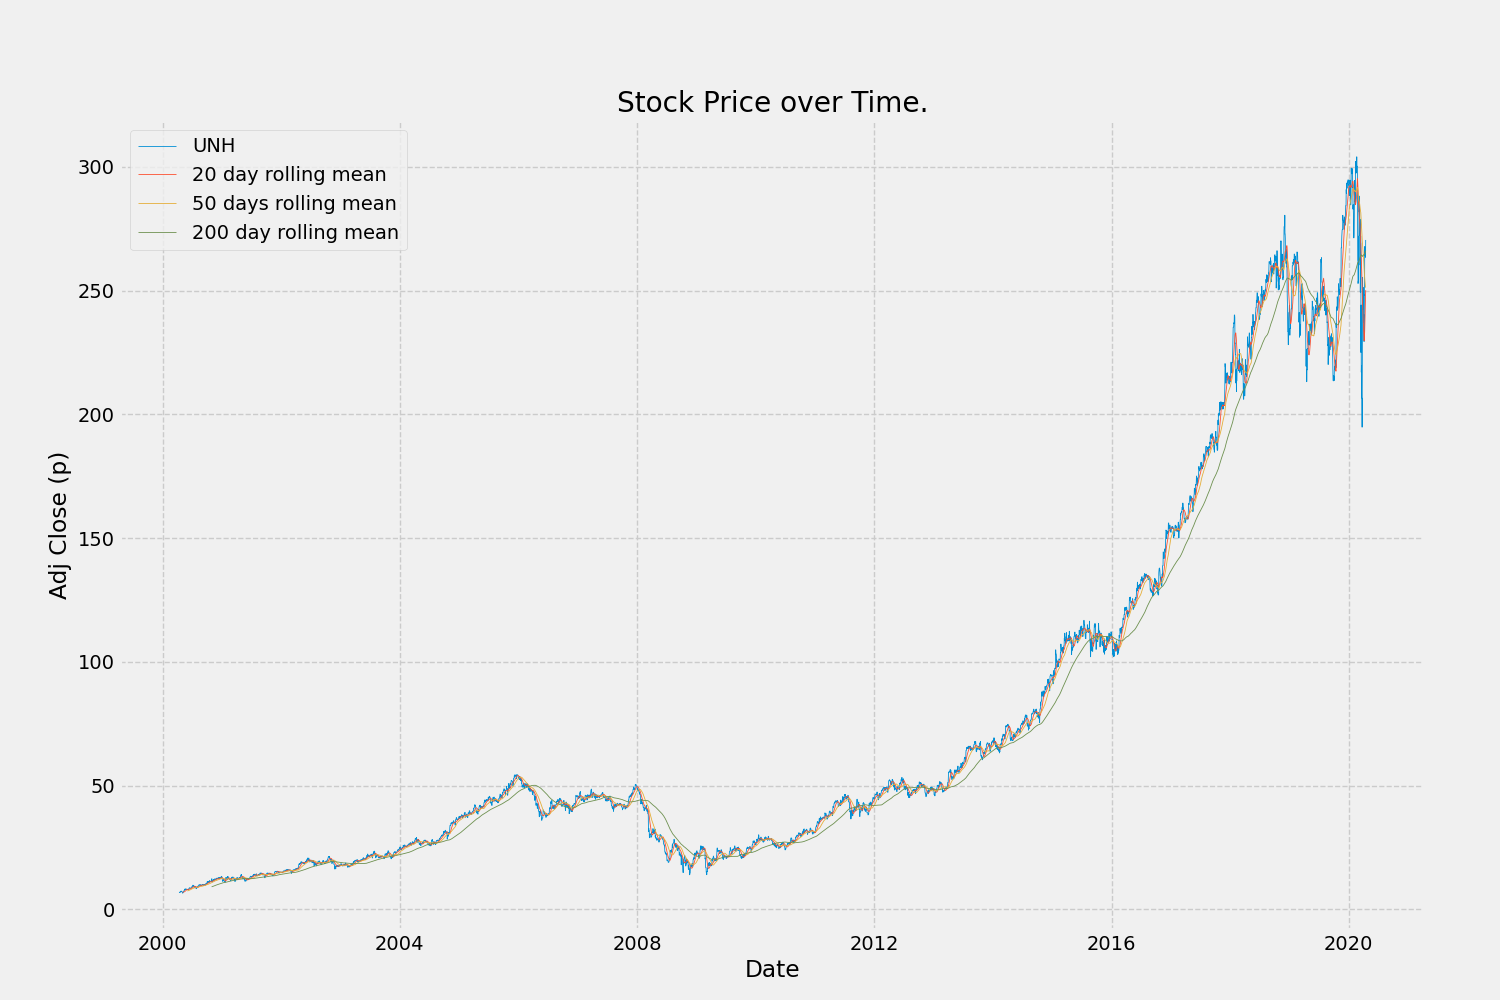 Stock Price over Time.
UNH
20 day rolling mean
50 days rolling mean
200 day rolling mean
300
250
200
150
100
50
0
Adj Close (p)
2000 2004 2008 2012 2016 2020
Date